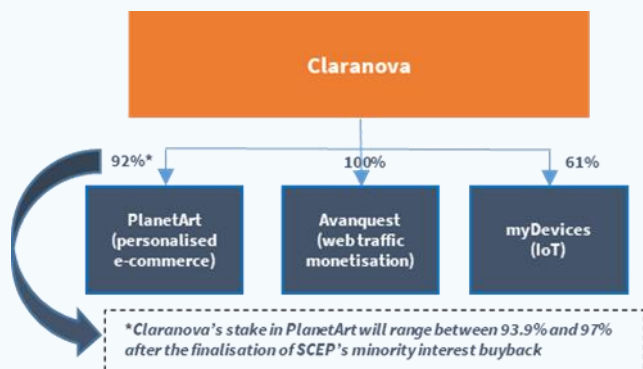 Claranova
92%*
100%
61%
PlanetArt
(personalised
e-commerce)
Avanquest
(web traffic
monetisation)
myDevices
(IoT)
*Claranova's stake in PlanetArt will range between 93.9% and 97%
after the finalisation of SCEP's minority interest buyback